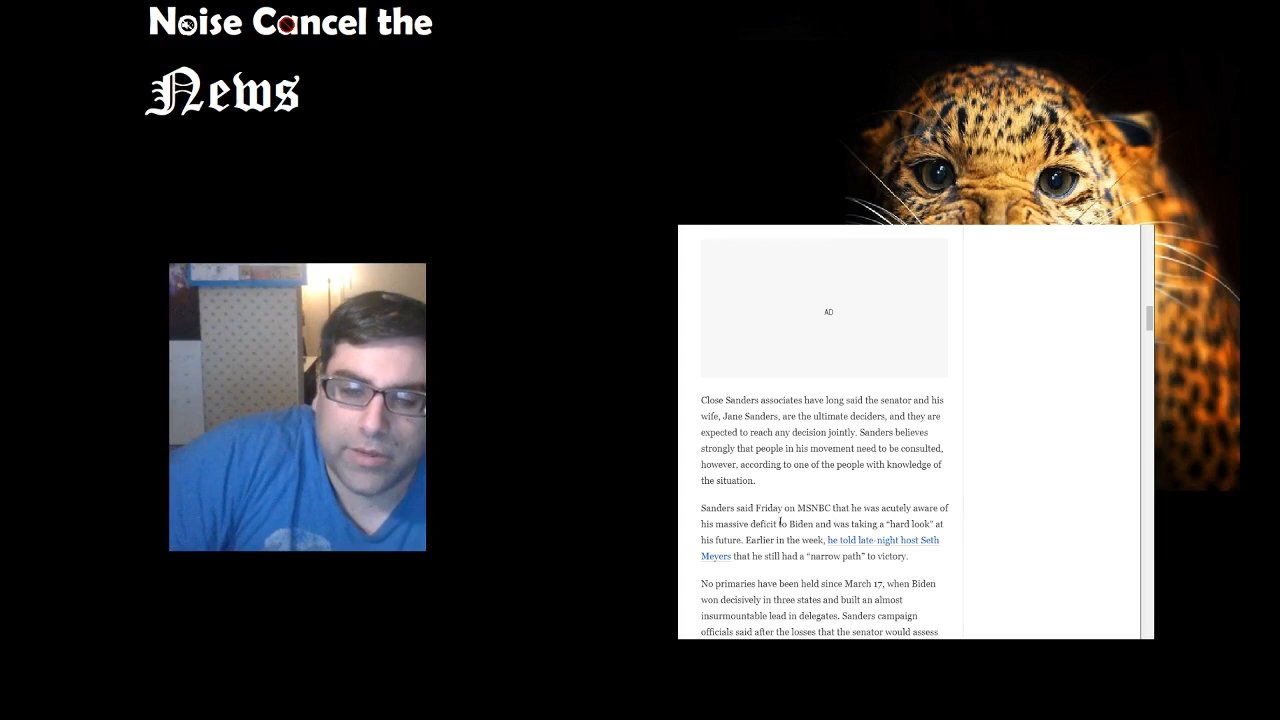 Noise Cancel the
News
AD
Close Sanders associates have long said the senator and his
wife, Jane Sanders, are the ultimate deciders, and they are
expected to reach any decision jointly. Sanders believes
strongly that people in his movement need to be consulted,
however, according to one of the people with knowledge of
the situation.
Sanders said Friday on MSNBC that he was acutely aware of
his massive deficit to Biden and was taking a “hard look” at
his future. Earlier in the week, he told late-night host Seth
Meyers that he still had a “narrow path” to victory.
No primaries have been held since March 17, when Biden
won decisively in three states and built an almost
insurmountable lead in delegates. Sanders campaign
officials said after the losses that the senator would assess